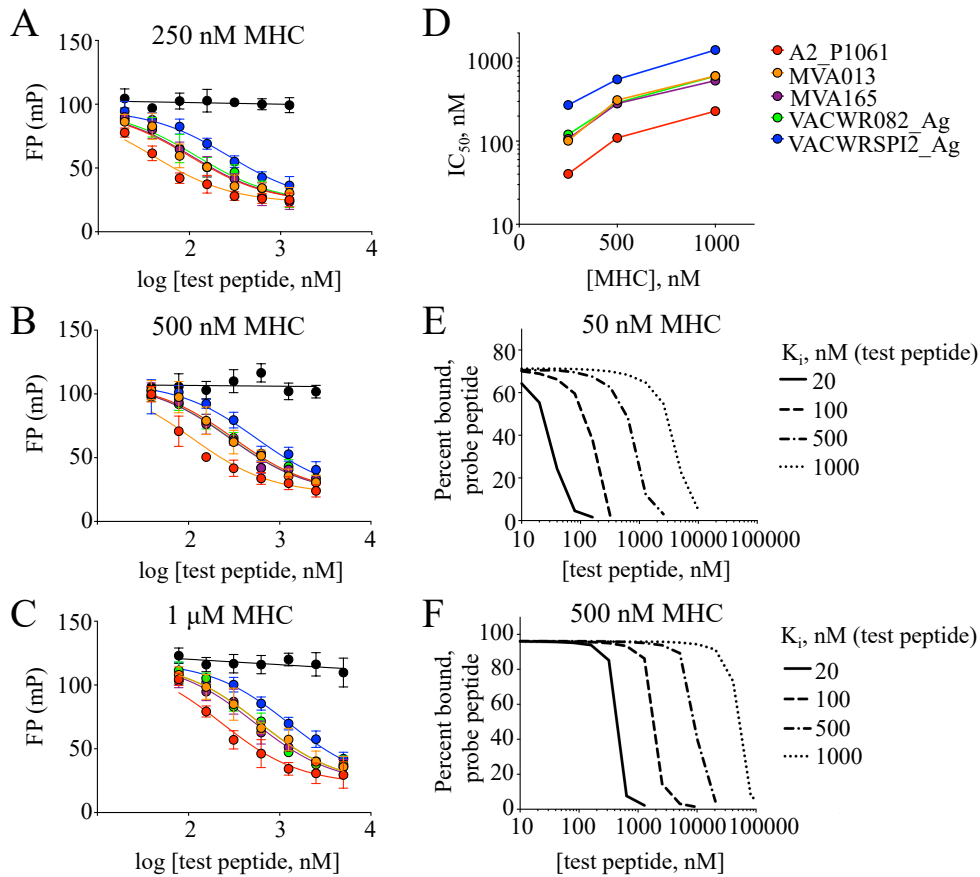 A
250 nM MHC
150
100
50
0
FP (mP)
2
3
4
log [test peptide, nM]
B
500 nM MHC
150
100
50
0
FP (mP)
2
3
4
log [test peptide, nM]
C
1 μM MHC
150
100
50
0
FP (mP)
2
3
4
log [test peptide, nM]
D
1000
100
10
IC50, nM
0
500
1000
[MHC], nM
A2_P1061
MVA013
MVA165
VACWR082_Ag
VACWRSPI2_Ag
E
50 nM MHC
80
60
40
20
0
Percent bound,
probe peptide
10
100
1000
10000
100000
[test peptide, nM]
Ki, nM (test peptide)
20
100
500
1000
F
500 nM MHC
100
80
60
40
20
0
Percent bound,
probe peptide
10
100
1000
10000
100000
[test peptide, nM]
Ki, nM (test peptide)
20
100
500
1000